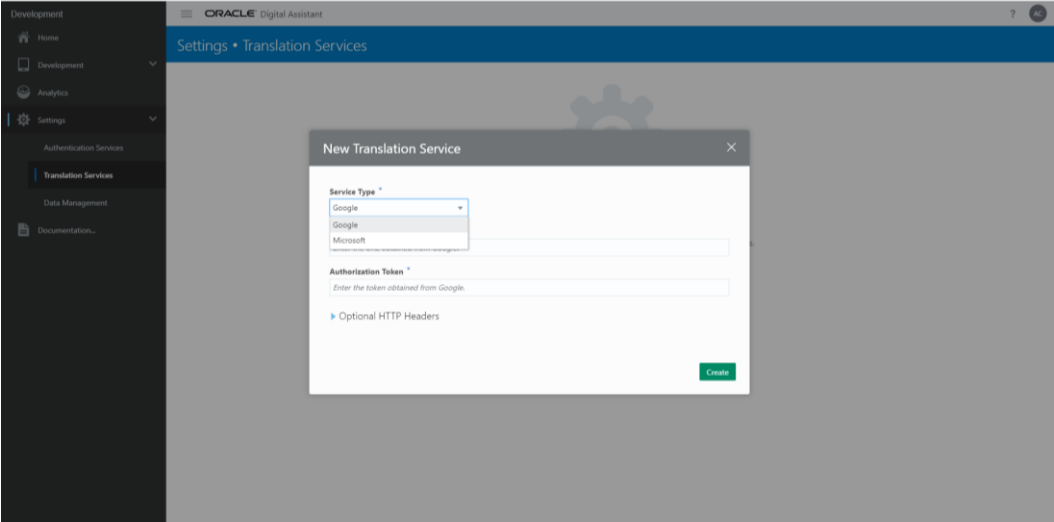 Development
ORACLE® Digital Assistant
?
AC
Home
Settings • Translation Services
Development
Analytics
Settings
Authentication Services
Translation Services
Data Management
Documentation...
New Translation Service
Service Type *
Google
Google
Microsoft
Authorization Token *
Enter the token obtained from Google.
Optional HTTP Headers
Create